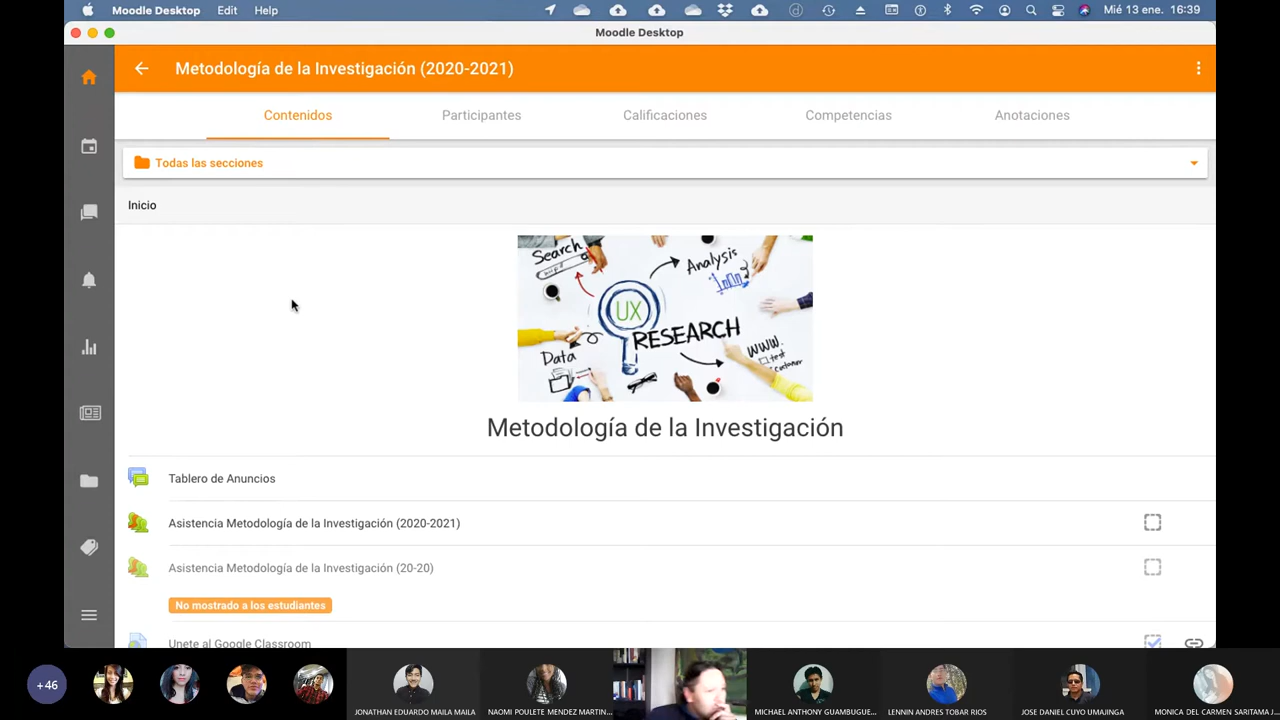 Moodle Desktop Edit Help Mié 13 ene. 16:39
Moodle Desktop
Metodología de la Investigación (2020-2021)
Contenidos Participantes Calificaciones Competencias Anotaciones
Todas las secciones
Inicio
Search
Analysis
UX
RESEARCH
Data
WWW.
test
customer
Metodología de la Investigación
Tablero de Anuncios
Asistencia Metodología de la Investigación (2020-2021)
Asistencia Metodología de la Investigación (20-20)
No mostrado a los estudiantes
Unete al Google Classroom
+46
JONATHAN EDUARDO MAILA MAILA
NAOMI POULETE MENDEZ MARTIN...
MICHAEL ANTHONY GUAMBUGUE...
LENNIN ANDRES TOBAR RIOS
JOSE DANIEL CUYO UMAJINGA
MONICA DEL CARMEN SARITAMA J...